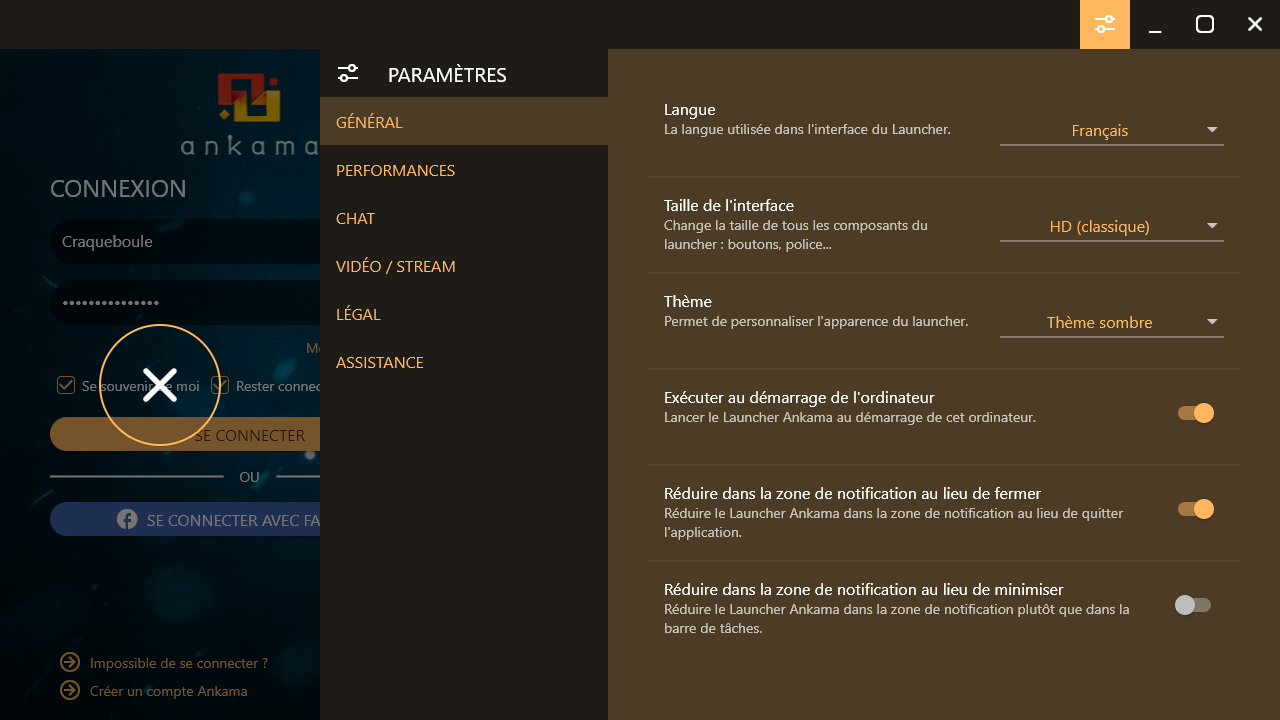 PARAMÈTRES
GÉNÉRAL
PERFORMANCES
CHAT
VIDÉO / STREAM
LÉGAL
ASSISTANCE
ankama
CONNEXION
Craqueboule
•••••••••••••••
Se souvenir de moi
Rester connec
SE CONNECTER
OU
SE CONNECTER AVEC FA
Impossible de se connecter ?
Créer un compte Ankama
Langue
La langue utilisée dans l'interface du Launcher.
Français
Taille de l'interface
Change la taille de tous les composants du
launcher : boutons, police...
HD (classique)
Thème
Permet de personnaliser l'apparence du launcher.
Thème sombre
Exécuter au démarrage de l'ordinateur
Lancer le Launcher Ankama au démarrage de cet ordinateur.
Réduire dans la zone de notification au lieu de fermer
Réduire le Launcher Ankama dans la zone de notification au lieu de quitter
l'application.
Réduire dans la zone de notification au lieu de minimiser
Réduire le Launcher Ankama dans la zone de notification plutôt que dans la
barre de tâches.